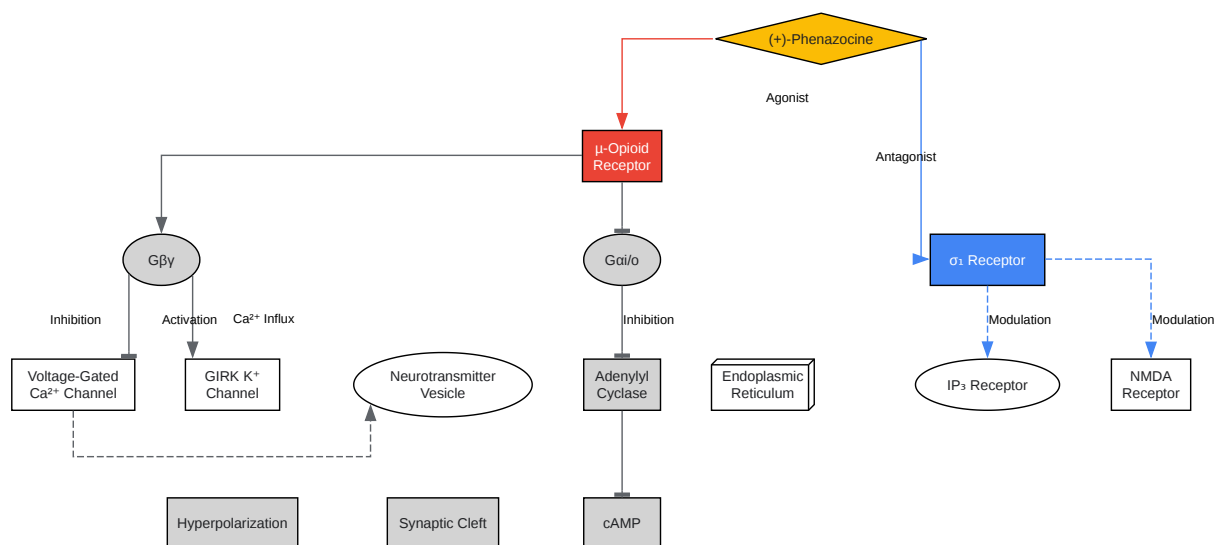 (+)-Phenazocine
Agonist
µ-Opioid
Receptor
Antagonist
Gβγ
Gαi/o
σ₁ Receptor
Inhibition
Activation
Ca²⁺ Influx
Inhibition
Modulation
Modulation
Voltage-Gated
Ca²⁺ Channel
GIRK K⁺
Channel
Neurotransmitter
Vesicle
Adenylyl
Cyclase
Endoplasmic
Reticulum
IP₃ Receptor
NMDA
Receptor
Hyperpolarization
Synaptic Cleft
cAMP